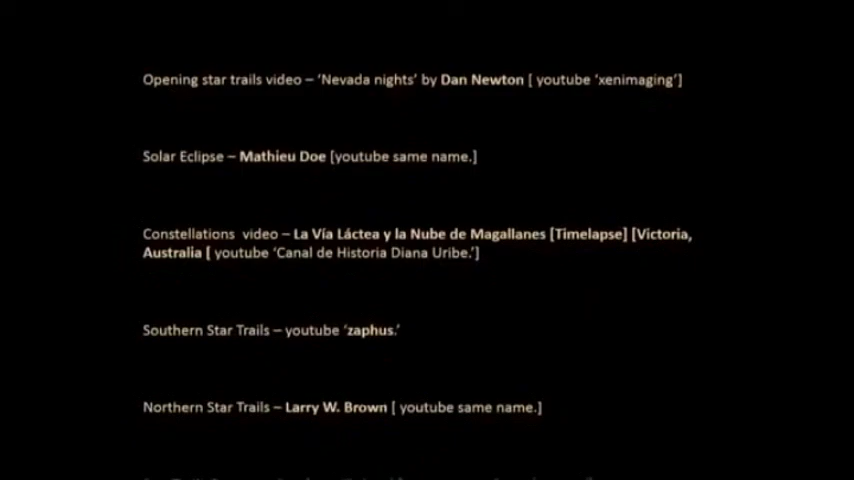 Opening star trails video – ‘Nevada nights’ by Dan Newton [ youtube ‘xenimaging’]
Solar Eclipse – Mathieu Doe [youtube same name.]
Constellations  video – La Vía Láctea y la Nube de Magallanes [Timelapse] [Victoria,
Australia [ youtube ‘Canal de Historia Diana Uribe.’]
Southern Star Trails – youtube ‘zaphus.’
Northern Star Trails – Larry W. Brown [ youtube same name.]